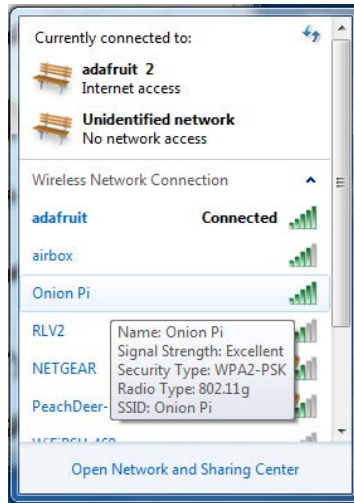 Currently connected to:
adafruit 2
Internet access
Unidentified network
No network access
Wireless Network Connection
adafruit Connected
airbox
Onion Pi
RLV2
Name: Onion Pi
Signal Strength: Excellent
NETGEAR
Security Type: WPA2-PSK
Radio Type: 802.11g
PeachDeer-
SSID: Onion Pi
Open Network and Sharing Center